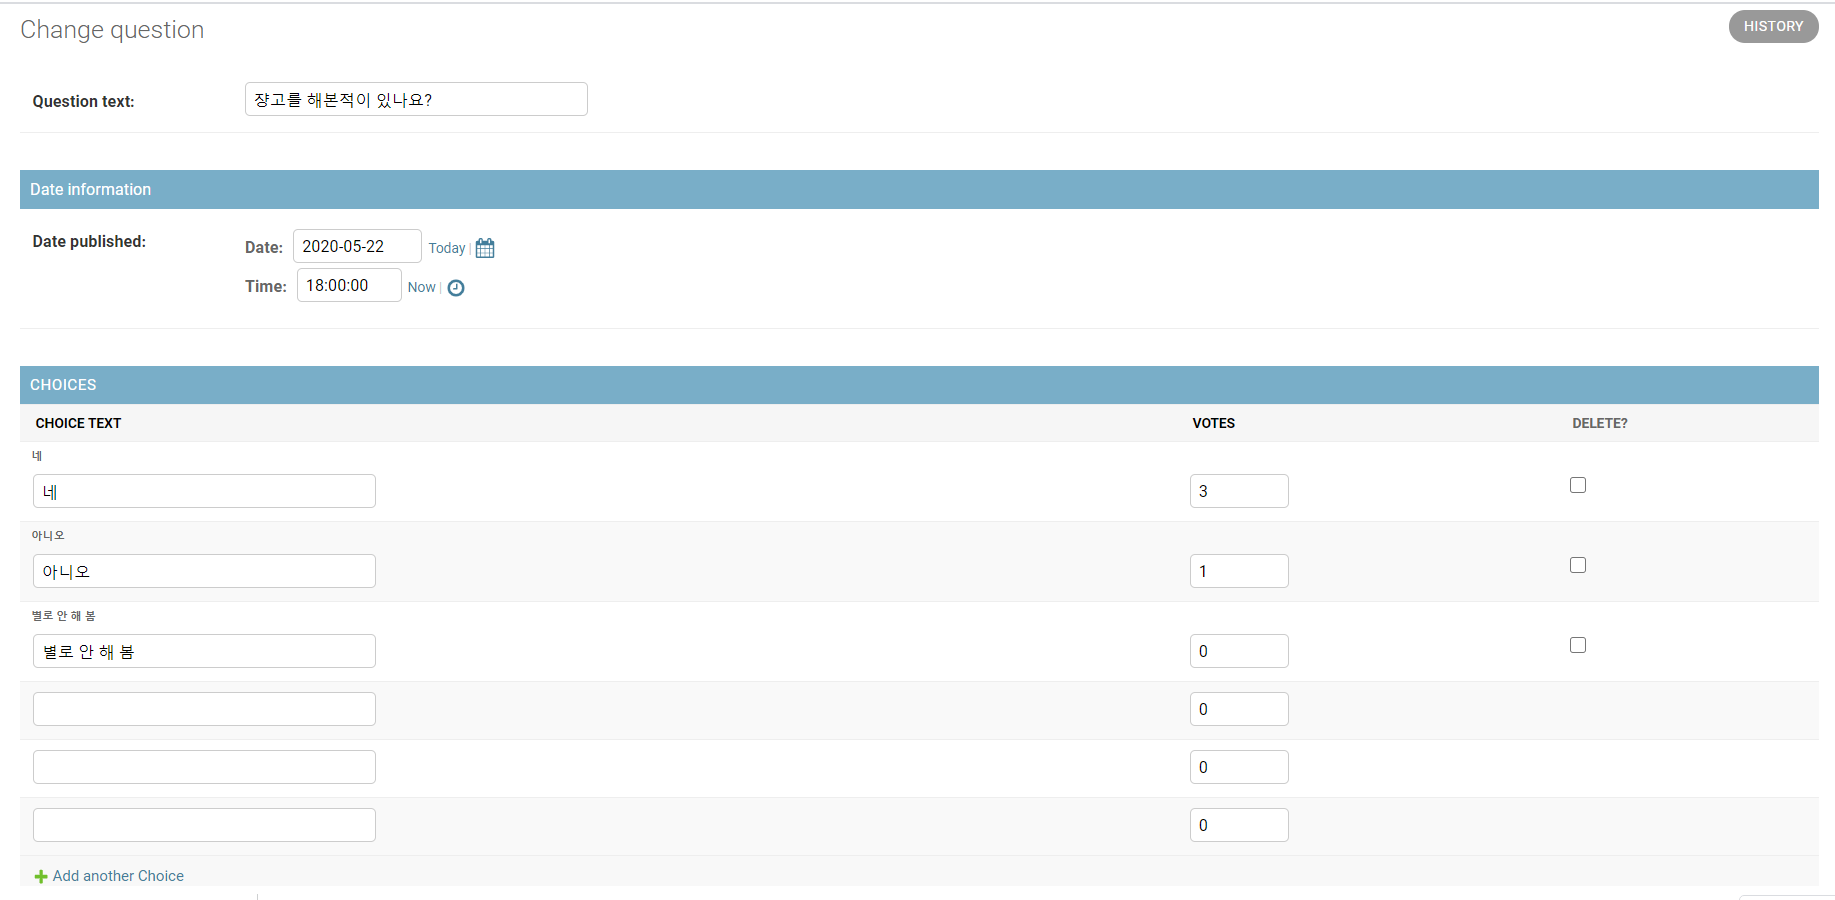 Change question
HISTORY
Question text: 쟝고를 해본적이 있나요?
Date information
Date published: Date: 2020-05-22 Today |
Time: 18:00:00 Now |
CHOICES
CHOICE TEXT VOTES DELETE?
네
네 3
아니오
아니오 1
별로 안 해 봄
별로 안 해 봄 0
0
0
0
Add another Choice